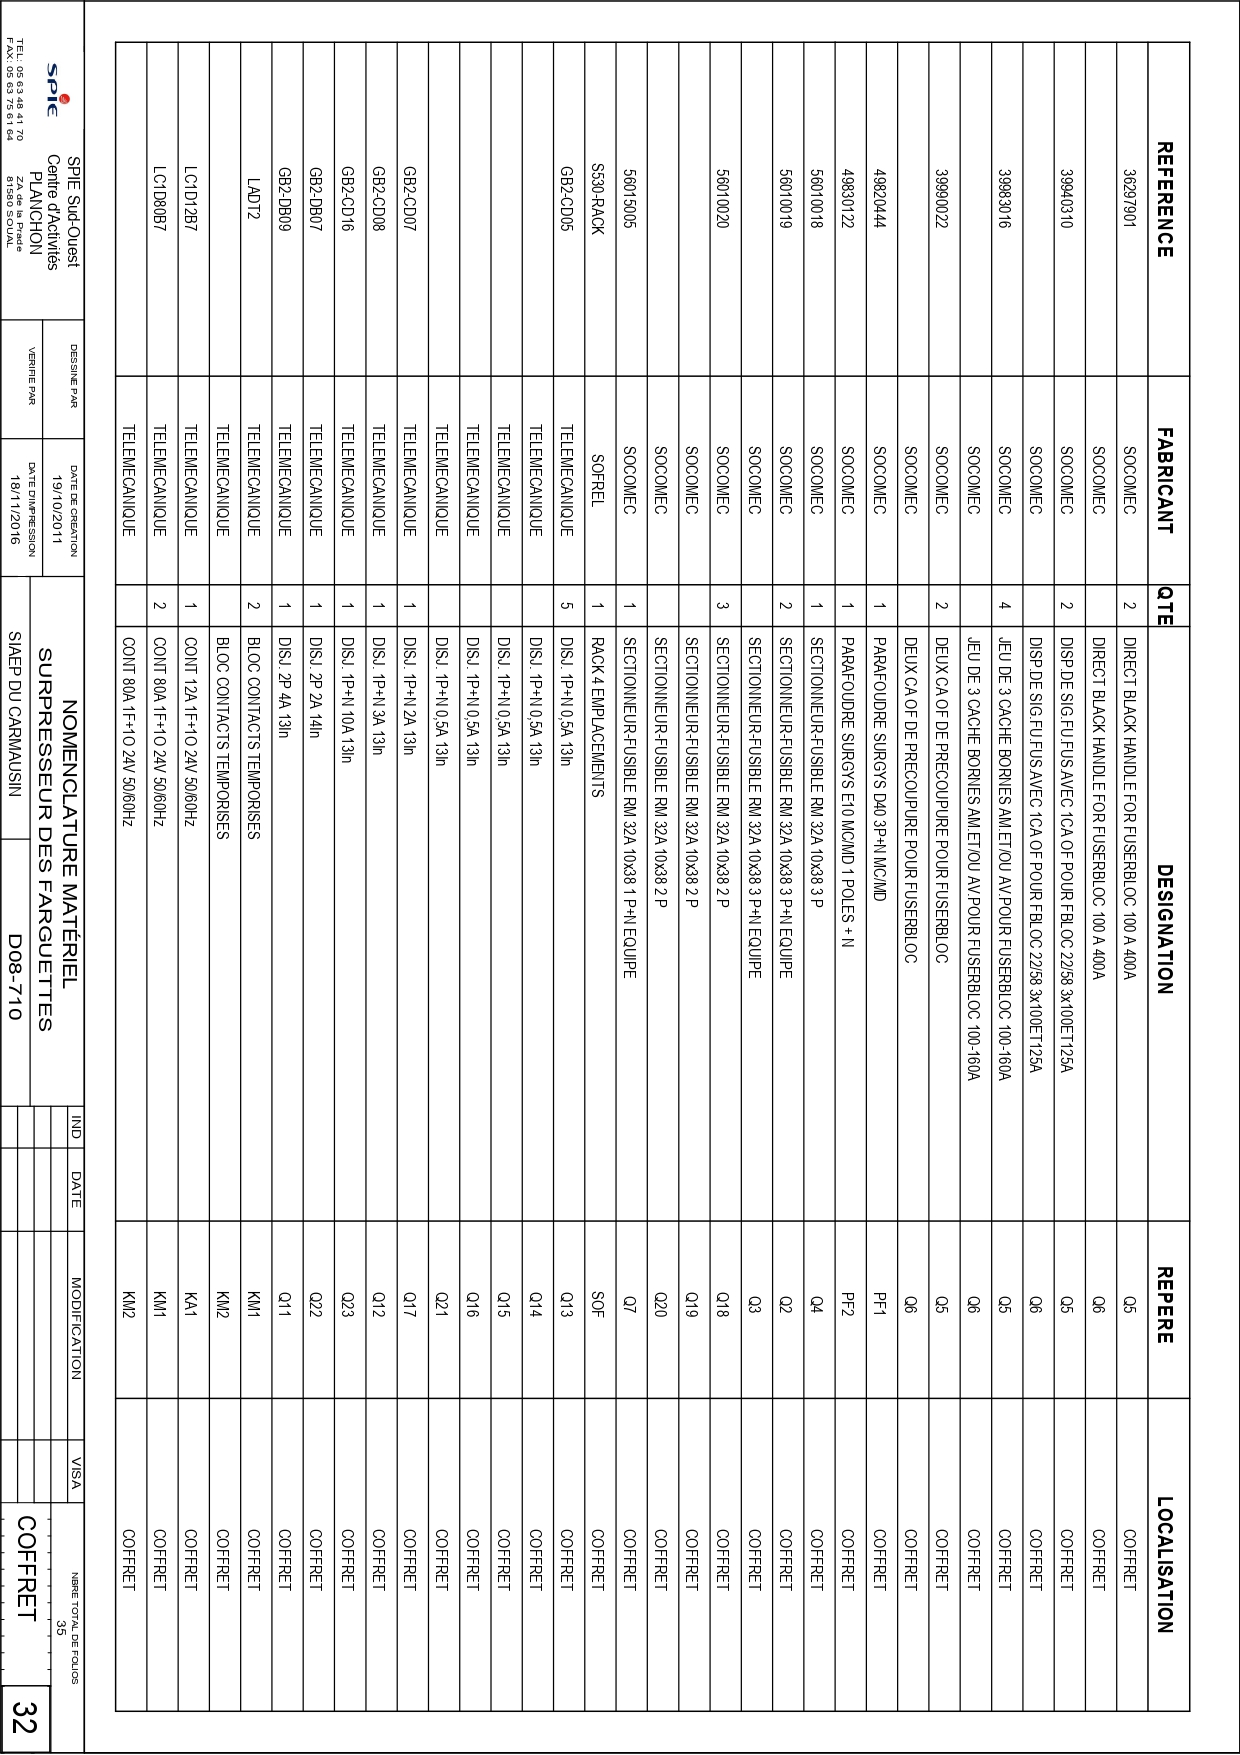 REFERENCE FABRICANT QTE DESIGNATION REPERE LOCALISATION
36297901 SOCOMEC 2 DIRECT BLACK HANDLE FOR FUSERBLOC 100 A 400A Q5 COFFRET
SOCOMEC DIRECT BLACK HANDLE FOR FUSERBLOC 100 A 400A Q6 COFFRET
39940310 SOCOMEC 2 DISP.DE SIG.FU.FUS.AVEC 1CA OF POUR FBLOC 22/58 3x100ET125A Q5 COFFRET
SOCOMEC DISP.DE SIG.FU.FUS.AVEC 1CA OF POUR FBLOC 22/58 3x100ET125A Q6 COFFRET
39983016 SOCOMEC 4 JEU DE 3 CACHE BORNES AM.ET/OU AV.POUR FUSERBLOC 100-160A Q5 COFFRET
SOCOMEC JEU DE 3 CACHE BORNES AM.ET/OU AV.POUR FUSERBLOC 100-160A Q6 COFFRET
39990022 SOCOMEC 2 DEUX CA OF DE PRECOUPURE POUR FUSERBLOC Q5 COFFRET
SOCOMEC DEUX CA OF DE PRECOUPURE POUR FUSERBLOC Q6 COFFRET
49820444 SOCOMEC 1 PARAFOUDRE SURGYS D40 3P+N MC/MD PF1 COFFRET
49830122 SOCOMEC 1 PARAFOUDRE SURGYS E10 MC/MD 1 POLES + N PF2 COFFRET
56010018 SOCOMEC 1 SECTIONNEUR-FUSIBLE RM 32A 10x38 3 P Q4 COFFRET
56010019 SOCOMEC 2 SECTIONNEUR-FUSIBLE RM 32A 10x38 3 P+N EQUIPE Q2 COFFRET
SOCOMEC SECTIONNEUR-FUSIBLE RM 32A 10x38 3 P+N EQUIPE Q3 COFFRET
56010020 SOCOMEC 3 SECTIONNEUR-FUSIBLE RM 32A 10x38 2 P Q18 COFFRET
SOCOMEC SECTIONNEUR-FUSIBLE RM 32A 10x38 2 P Q19 COFFRET
SOCOMEC SECTIONNEUR-FUSIBLE RM 32A 10x38 2 P Q20 COFFRET
56015005 SOCOMEC 1 SECTIONNEUR-FUSIBLE RM 32A 10x38 1 P+N EQUIPE Q7 COFFRET
S530-RACK SOFREL 1 RACK 4 EMPLACEMENTS SOF COFFRET
GB2-CD05 TELEMECANIQUE 5 DISJ. 1P+N 0,5A 13In Q13 COFFRET
TELEMECANIQUE DISJ. 1P+N 0,5A 13In Q14 COFFRET
TELEMECANIQUE DISJ. 1P+N 0,5A 13In Q15 COFFRET
TELEMECANIQUE DISJ. 1P+N 0,5A 13In Q16 COFFRET
TELEMECANIQUE DISJ. 1P+N 0,5A 13In Q21 COFFRET
GB2-CD07 TELEMECANIQUE 1 DISJ. 1P+N 2A 13In Q17 COFFRET
GB2-CD08 TELEMECANIQUE 1 DISJ. 1P+N 3A 13In Q12 COFFRET
GB2-CD16 TELEMECANIQUE 1 DISJ. 1P+N 10A 13In Q23 COFFRET
GB2-DB07 TELEMECANIQUE 1 DISJ. 2P 2A 14In Q22 COFFRET
GB2-DB09 TELEMECANIQUE 1 DISJ. 2P 4A 13In Q11 COFFRET
LADT2 TELEMECANIQUE 2 BLOC CONTACTS TEMPORISES KM1 COFFRET
TELEMECANIQUE BLOC CONTACTS TEMPORISES KM2 COFFRET
LC1D12B7 TELEMECANIQUE 1 CONT 12A 1F+1O 24V 50/60Hz KA1 COFFRET
LC1D80B7 TELEMECANIQUE 2 CONT 80A 1F+1O 24V 50/60Hz KM1 COFFRET
TELEMECANIQUE CONT 80A 1F+1O 24V 50/60Hz KM2 COFFRET
SPIE
TEL: 05 63 48 41 70
FAX: 05 63 75 61 64
SPIE Sud-Ouest
Centre d'Activités
PLANCHON
ZA de la Prade
81580 SOUAL
DESSINE PAR
VERIFIE PAR
DATE DE CREATION
19/10/2011
DATE D'IMPRESSION
18/11/2016
NOMENCLATURE MATÉRIEL
SURPRESSEUR DES FARGUETTES
SIAEP DU CARMAUSIN
D08-710
IND DATE MODIFICATION VISA
NBRE TOTAL DE FOLIOS
35
COFFRET
32